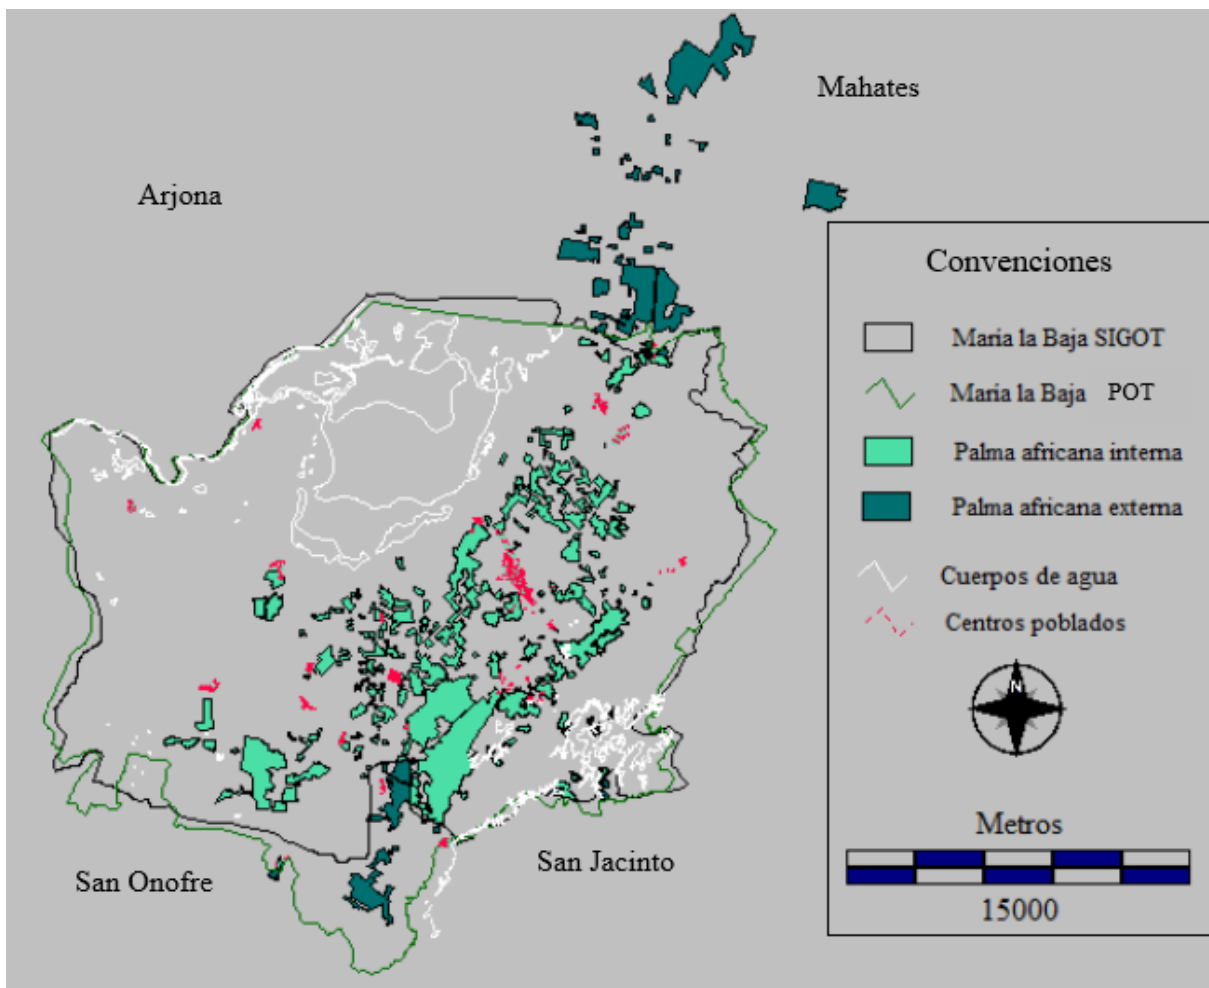 Mahates
Arjona
Convenciones
Maria la Baja SIGOT
Maria la Baja POT
Palma africana interna
Palma africana externa
Cuerpos de agua
Centros poblados
N
Metros
15000
San Onofre
San Jacinto